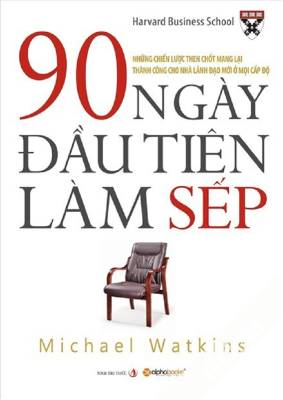 Harvard Business School
90 NGÀY
NHỮNG CHIẾN LƯỢC THEN CHỐT MANG LẠI
THÀNH CÔNG CHO NHÀ LÃNH ĐẠO MỚI Ở MỌI CẤP ĐỘ
ĐẦU TIÊN
LÀM SẾP
Michael Watkins
alphabooks